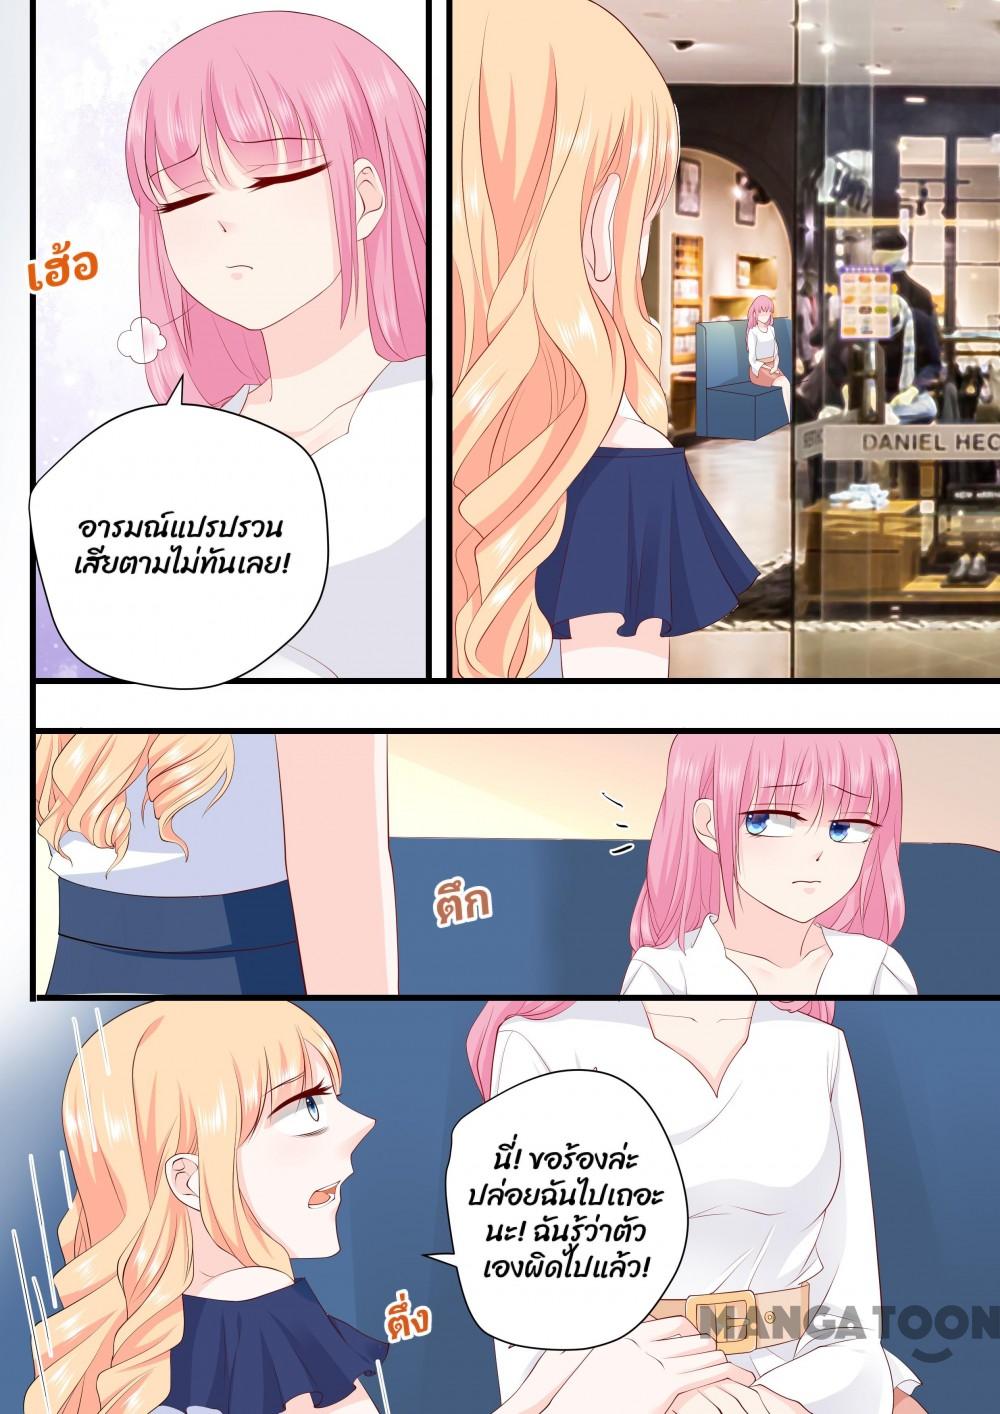 เฮ้อ
อารมณ์แปรปรวน
เสียตามไม่ทันเลย!
DANIEL HEC
ตึก
นี่! ขอร้องล่ะ
ปล่อยฉันไปเถอะ
นะ! ฉันรู้ว่าตัว
เองผิดไปแล้ว!
ตึ่ง
MANGATOON